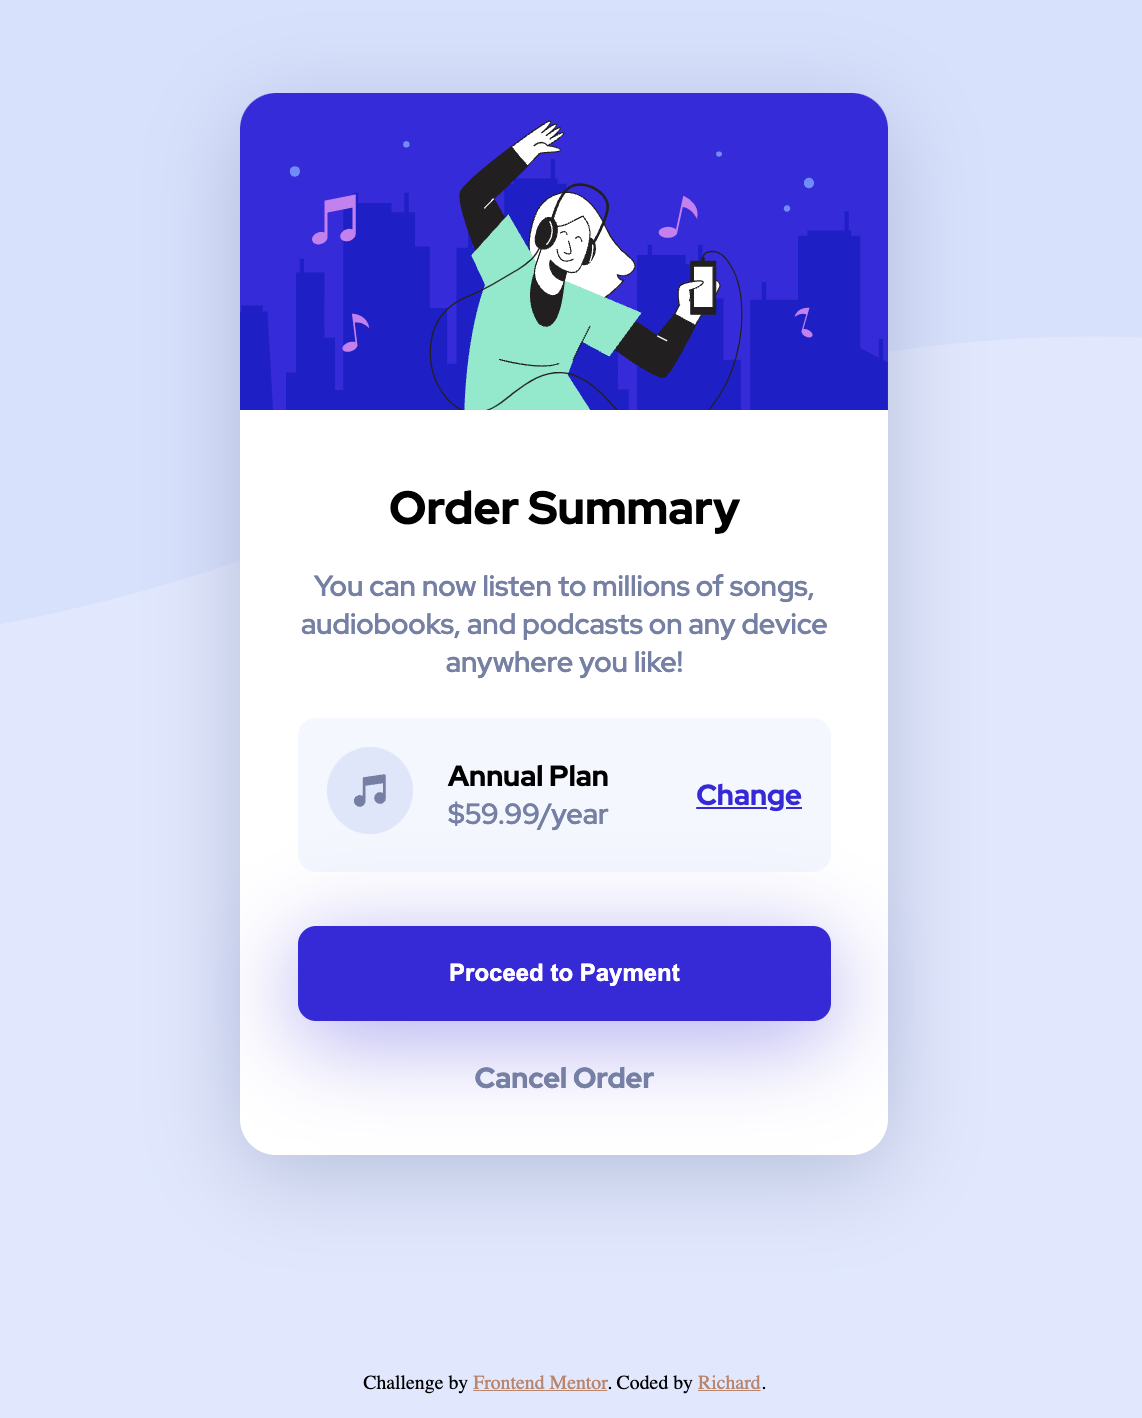 Order Summary
You can now listen to millions of songs,
audiobooks, and podcasts on any device
anywhere you like!
Annual Plan
$59.99/year
Change
Proceed to Payment
Cancel Order
Challenge by Frontend Mentor. Coded by Richard.